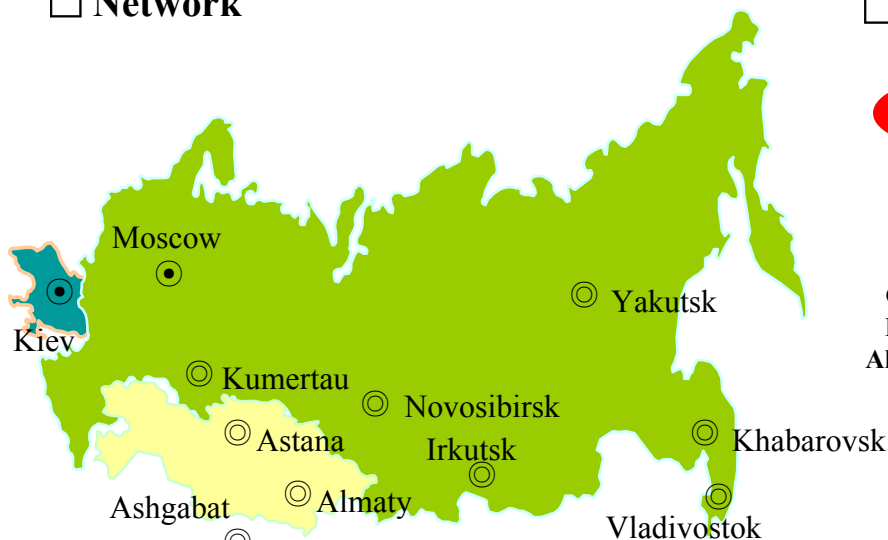 Network
Moscow
Yakutsk
Kiev
Kumertau
Novosibirsk
Astana
Irkutsk
Khabarovsk
Ashgabat
Almaty
Vladivostok